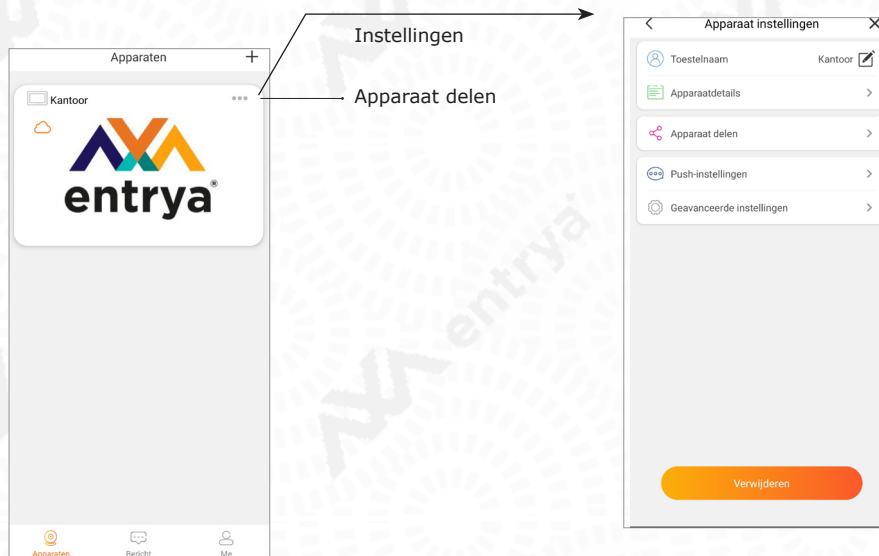 Instellingen
Apparaat delen
Apparaten
Kantoor
entrya®
Apparaten
Bericht
Me
Apparaat instellingen
Toestelnaam Kantoor
Apparaatdetails
Apparaat delen
Push-instellingen
Geavanceerde instellingen
Verwijderen
entrya®